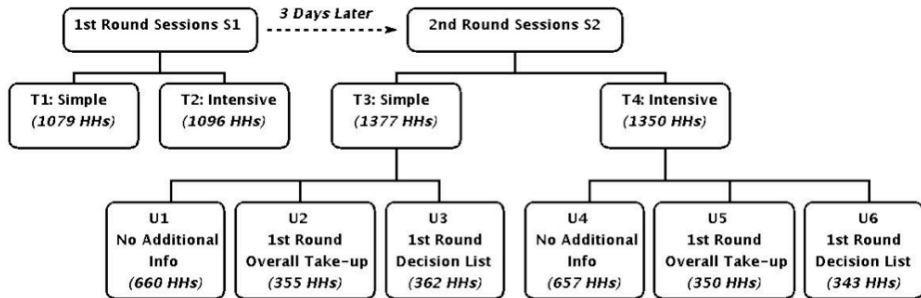 1st Round Sessions S1
3 Days Later
2nd Round Sessions S2
T1: Simple
(1079 HHs)
T2: Intensive
(1096 HHs)
T3: Simple
(1377 HHs)
T4: Intensive
(1350 HHs)
U1
No Additional
Info
(660 HHs)
U2
1st Round
Overall Take-up
(355 HHs)
U3
1st Round
Decision List
(362 HHs)
U4
No Additional
Info
(657 HHs)
U5
1st Round
Overall Take-up
(350 HHs)
U6
1st Round
Decision List
(343 HHs)